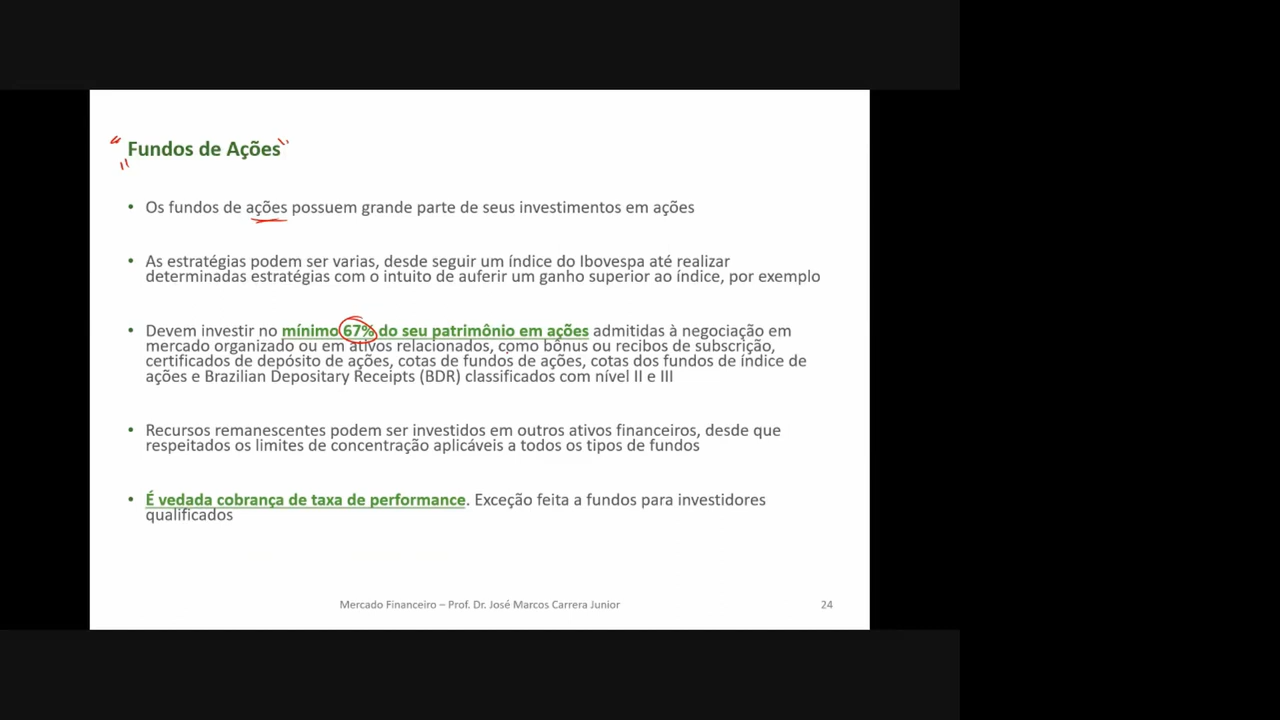 Fundos de Ações
• Os fundos de ações possuem grande parte de seus investimentos em ações
• As estratégias podem ser varias, desde seguir um índice do Ibovespa até realizar
determinadas estratégias com o intuito de auferir um ganho superior ao índice, por exemplo
• Devem investir no mínimo 67% do seu patrimônio em ações admitidas à negociação em
mercado organizado ou em ativos relacionados, como bônus ou recibos de subscrição,
certificados de depósito de ações, cotas de fundos de ações, cotas dos fundos de índice de
ações e Brazilian Depositary Receipts (BDR) classificados com nível II e III
• Recursos remanescentes podem ser investidos em outros ativos financeiros, desde que
respeitados os limites de concentração aplicáveis a todos os tipos de fundos
• É vedada cobrança de taxa de performance. Exceção feita a fundos para investidores
qualificados
Mercado Financeiro – Prof. Dr. José Marcos Carrera Junior
24